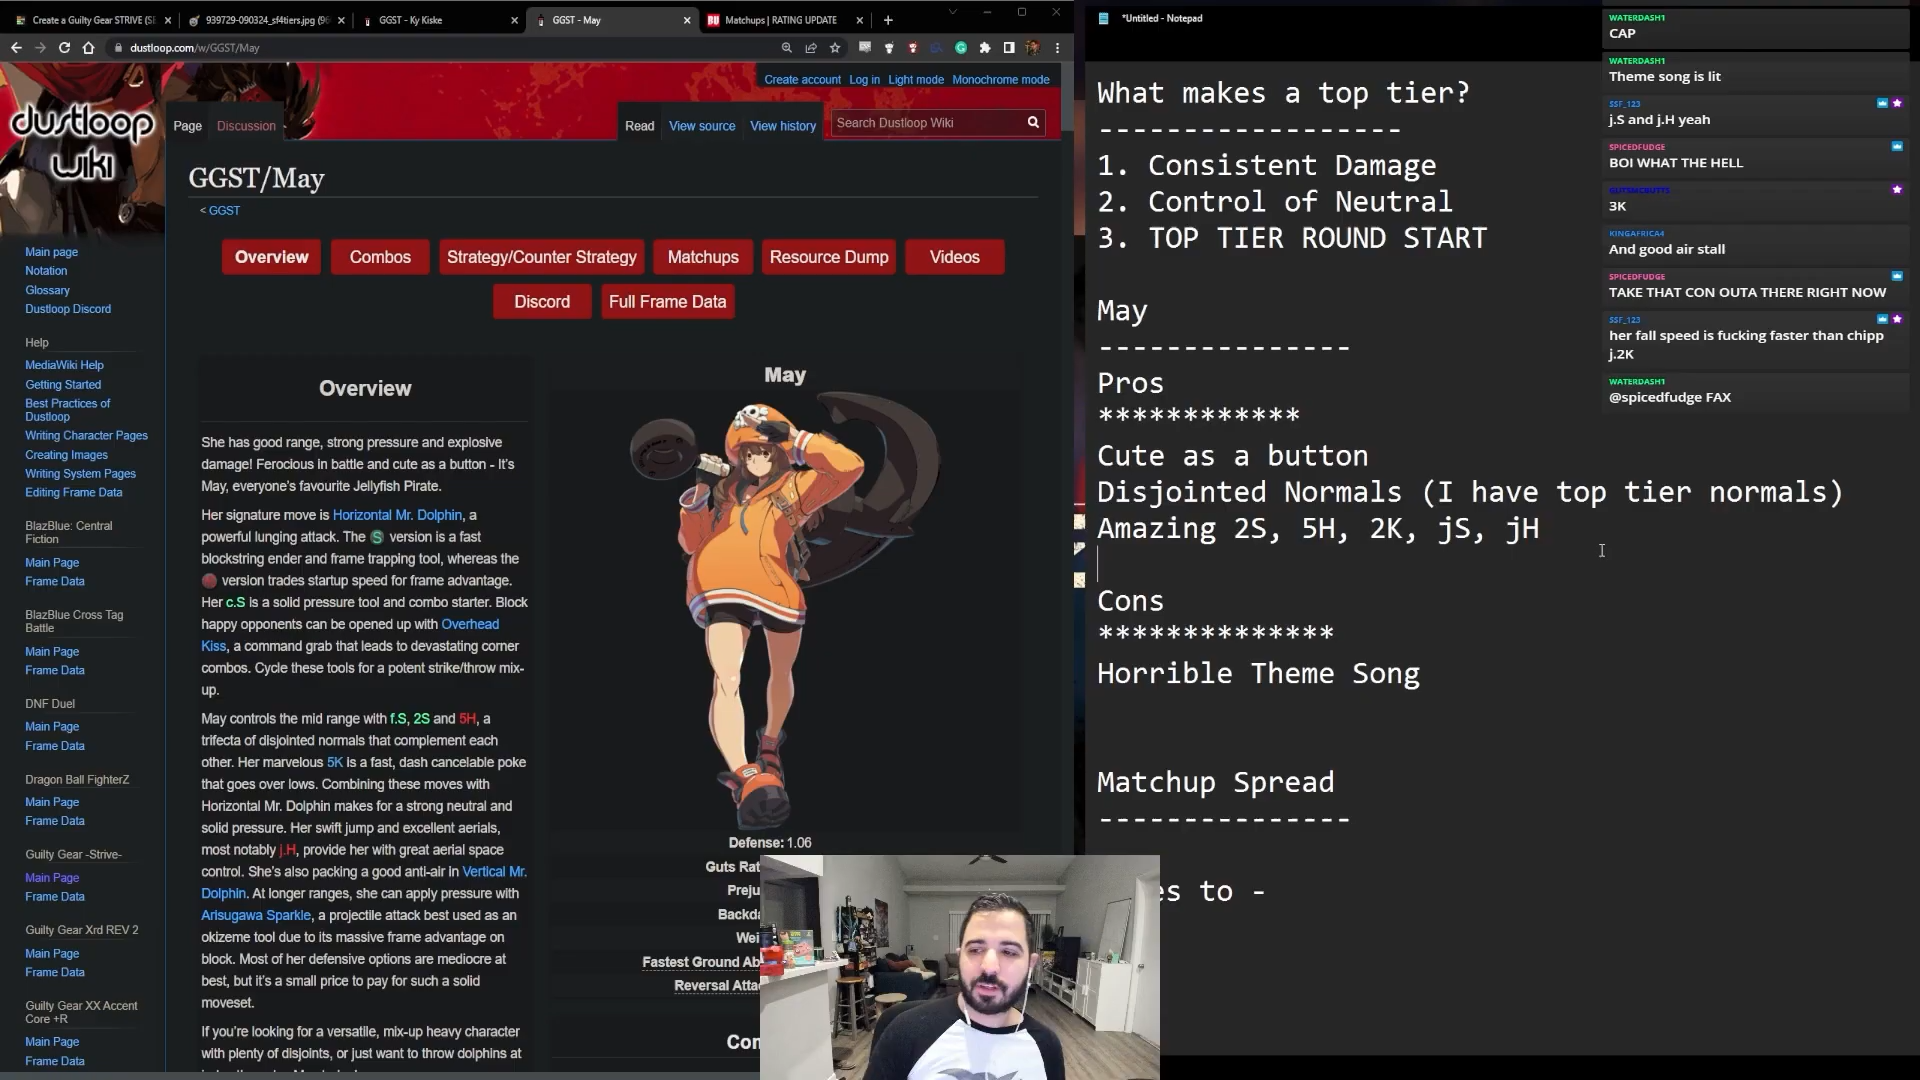 Create a Guilty Gear STRIVE (S
939729-090324_sf4tiers.jpg (96
GGST - Ky Kiske
GGST - May
RU Matchups | RATING UPDATE
dustloop.com/w/GGST/May
Create account Log in Light mode Monochrome mode
dustloop
wiki
Page Discussion
Read View source View history
Search Dustloop Wiki
GGST/May
< GGST
Overview Combos Strategy/Counter Strategy Matchups Resource Dump Videos
Discord Full Frame Data
Main page
Notation
Glossary
Dustloop Discord
Help
MediaWiki Help
Getting Started
Best Practices of
Dustloop
Writing Character Pages
Creating Images
Writing System Pages
Editing Frame Data
BlazBlue: Central
Fiction
Main Page
Frame Data
BlazBlue Cross Tag
Battle
Main Page
Frame Data
DNF Duel
Main Page
Frame Data
Dragon Ball FighterZ
Main Page
Frame Data
Guilty Gear -Strive-
Main Page
Frame Data
Guilty Gear Xrd REV 2
Main Page
Frame Data
Guilty Gear XX Accent
Core +R
Main Page
Frame Data
Overview
She has good range, strong pressure and explosive
damage! Ferocious in battle and cute as a button - It's
May, everyone's favourite Jellyfish Pirate.
Her signature move is Horizontal Mr. Dolphin, a
powerful lunging attack. The S version is a fast
blockstring ender and frame trapping tool, whereas the
version trades startup speed for frame advantage.
Her c.S is a solid pressure tool and combo starter. Block
happy opponents can be opened up with Overhead
Kiss, a command grab that leads to devastating corner
combos. Cycle these tools for a potent strike/throw mix-
up.
May controls the mid range with f.S, 2S and 5H, a
trifecta of disjointed normals that complement each
other. Her marvelous 5K is a fast, dash cancelable poke
that goes over lows. Combining these moves with
Horizontal Mr. Dolphin makes for a strong neutral and
solid pressure. Her swift jump and excellent aerials,
most notably j.H, provide her with great aerial space
control. She's also packing a good anti-air in Vertical Mr.
Dolphin. At longer ranges, she can apply pressure with
Arisugawa Sparkle, a projectile attack best used as an
okizeme tool due to its massive frame advantage on
block. Most of her defensive options are mediocre at
best, but it's a small price to pay for such a solid
moveset.
If you're looking for a versatile, mix-up heavy character
with plenty of disjoints, or just want to throw dolphins at
May
Defense: 1.06
Guts Rat
Preju
Backda
Wei
Fastest Ground Ab
Reversal Atta
Con
*Untitled - Notepad
What makes a top tier?
------------------
1. Consistent Damage
2. Control of Neutral
3. TOP TIER ROUND START
May
---------------
Pros
************
Cute as a button
Disjointed Normals (I have top tier normals)
Amazing 2S, 5H, 2K, jS, jH
Cons
**************
Horrible Theme Song
Matchup Spread
---------------
es to -
WATERDASH1
CAP
WATERDASH1
Theme song is lit
SSF_123
j.S and j.H yeah
SPICEDFUDGE
BOI WHAT THE HELL
3K
KINGAFRICA4
And good air stall
SPICEDFUDGE
TAKE THAT CON OUTA THERE RIGHT NOW
SSF_123
her fall speed is fucking faster than chipp
j.2K
WATERDASH1
@spicedfudge FAX